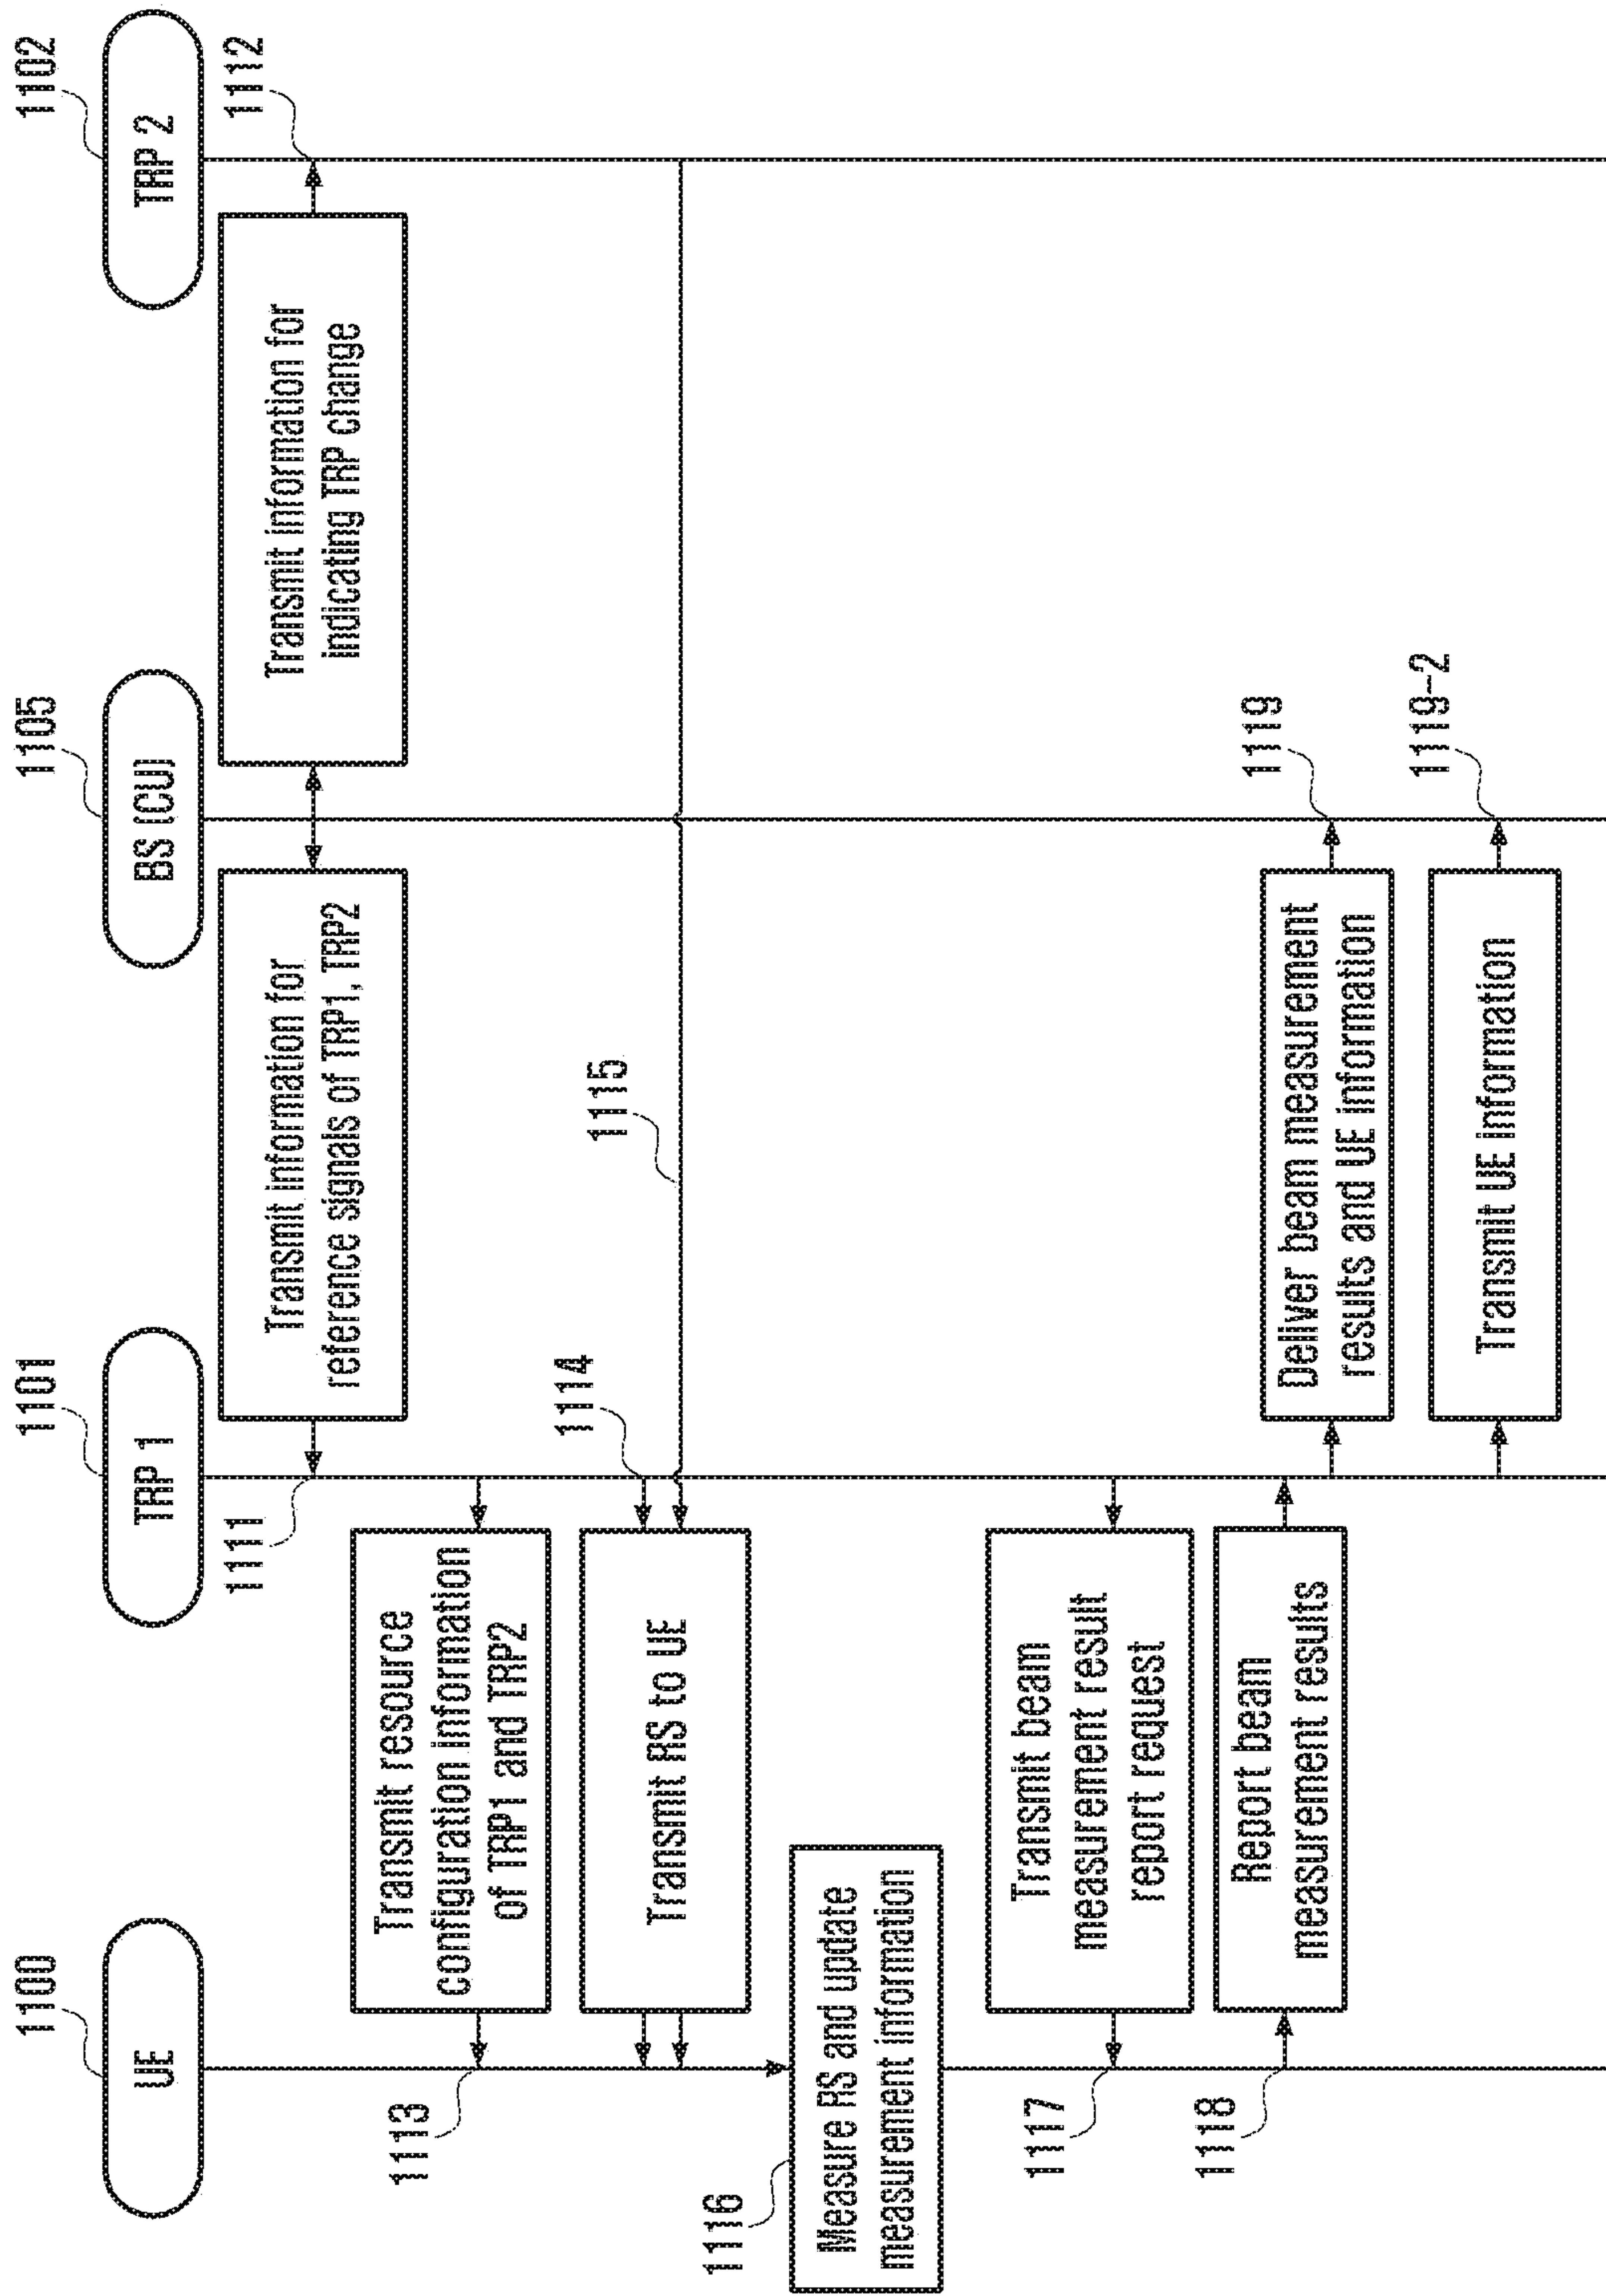 1100
1101
1105
1102
UE
TRP 1
BS (CU)
TRP 2
1111
1112
Transmit information for
reference signals of TRP1, TRP2
Transmit information for
indicating TRP change
1113
Transmit resource
configuration information
of TRP1 and TRP2
1114
1115
Transmit RS to UE
1116
Measure RS and update
measurement information
1117
Transmit beam
measurement result
report request
1118
Report beam
measurement results
1119
Deliver beam measurement
results and UE information
1119-2
Transmit UE information